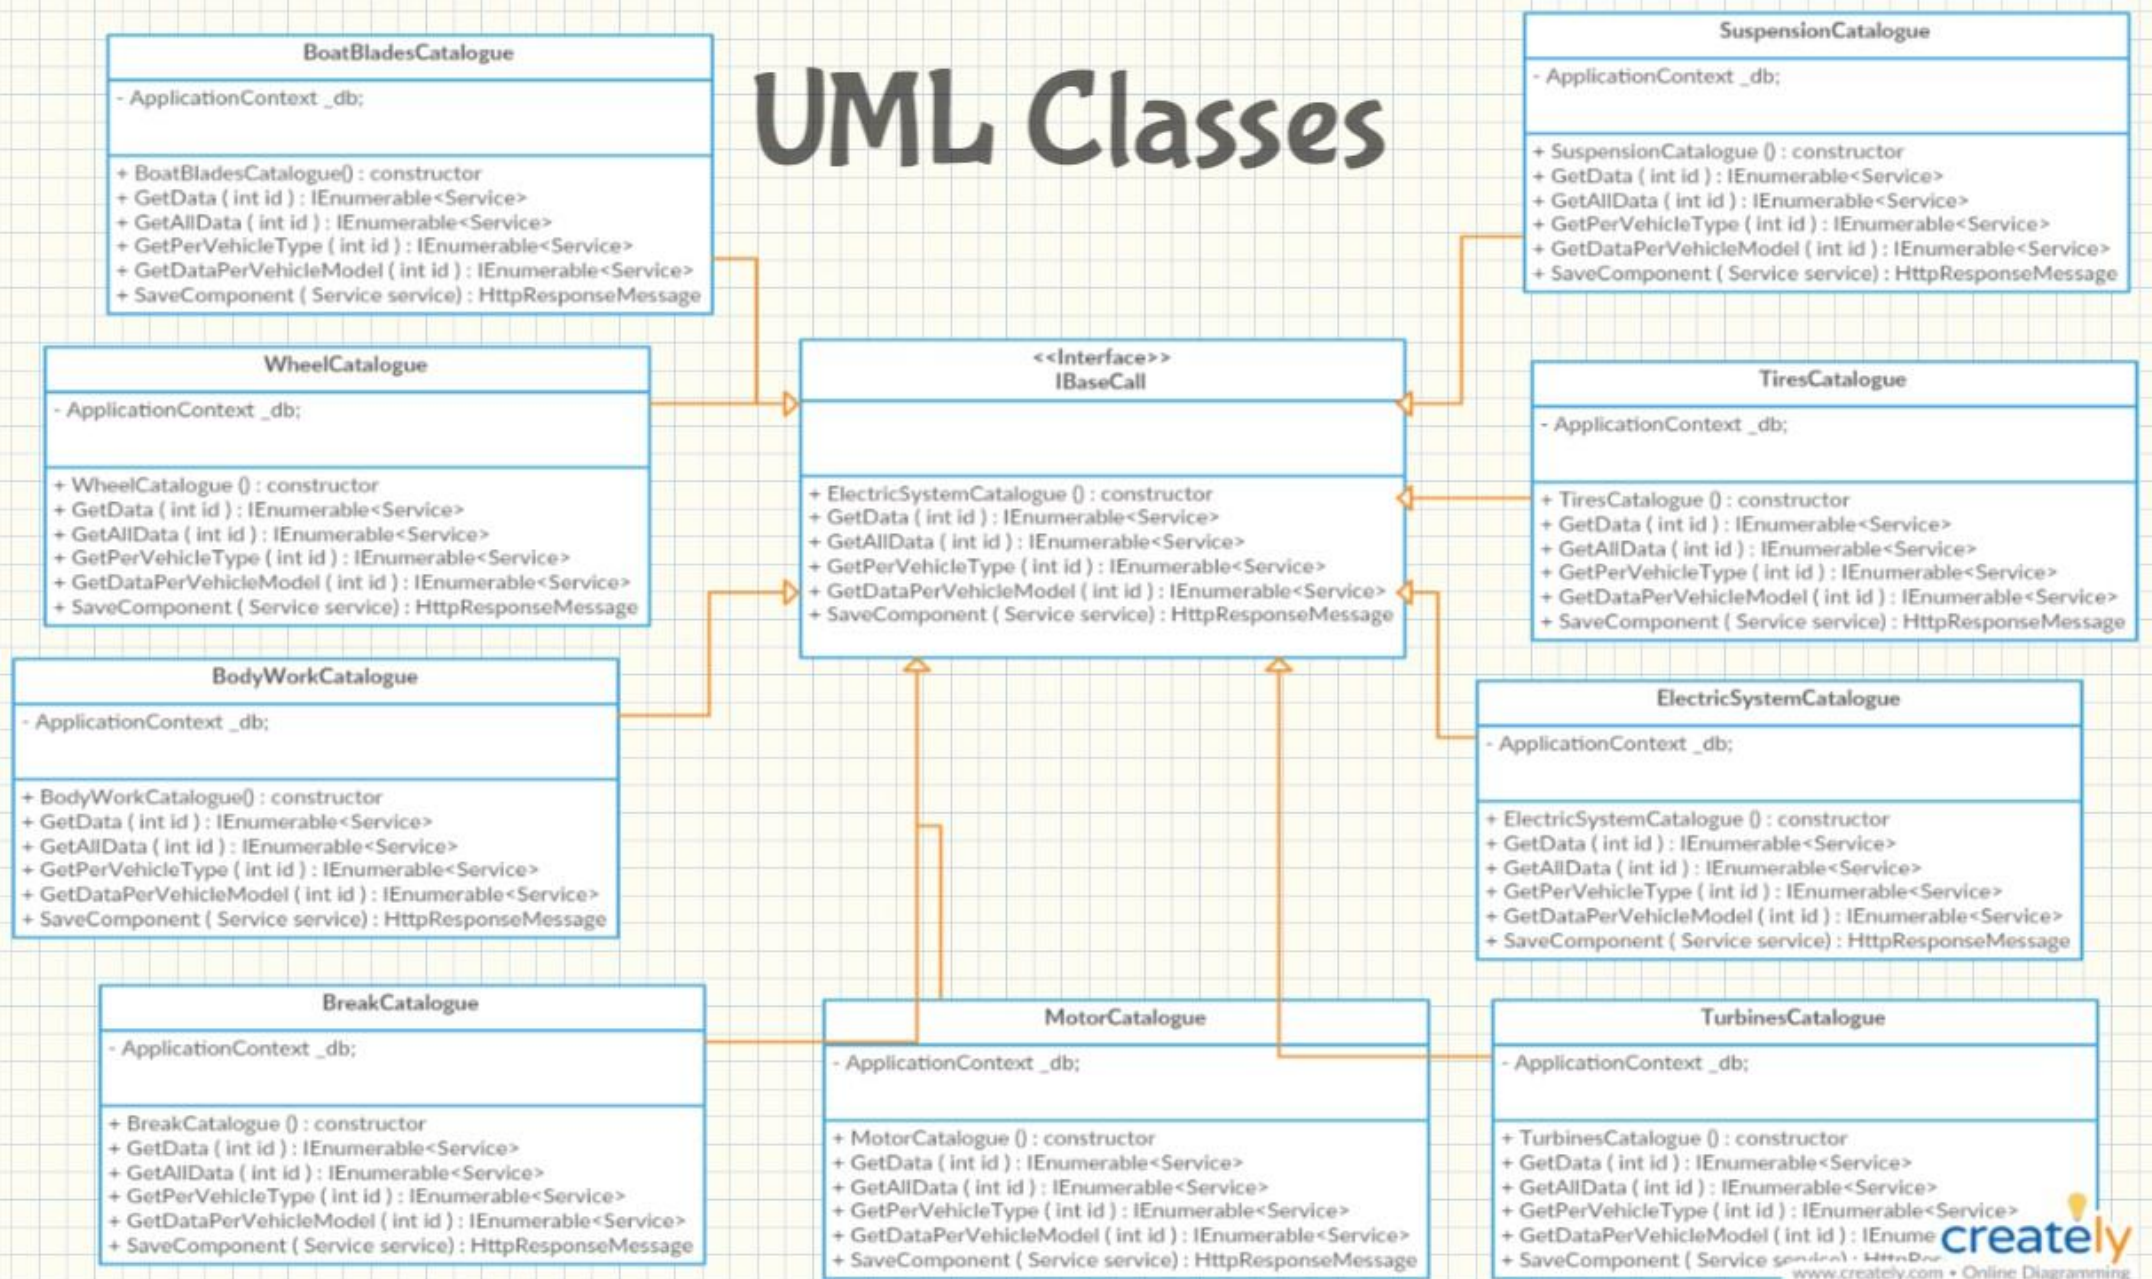 UML Classes
BoatBladesCatalogue
- ApplicationContext _db;
+ BoatBladesCatalogue() : constructor
+ GetData ( int id ) : IEnumerable<Service>
+ GetAllData ( int id ) : IEnumerable<Service>
+ GetPerVehicleType ( int id ) : IEnumerable<Service>
+ GetDataPerVehicleModel ( int id ) : IEnumerable<Service>
+ SaveComponent ( Service service) : HttpResponseMessage
SuspensionCatalogue
- ApplicationContext _db;
+ SuspensionCatalogue () : constructor
+ GetData ( int id ) : IEnumerable<Service>
+ GetAllData ( int id ) : IEnumerable<Service>
+ GetPerVehicleType ( int id ) : IEnumerable<Service>
+ GetDataPerVehicleModel ( int id ) : IEnumerable<Service>
+ SaveComponent ( Service service) : HttpResponseMessage
WheelCatalogue
- ApplicationContext _db;
+ WheelCatalogue () : constructor
+ GetData ( int id ) : IEnumerable<Service>
+ GetAllData ( int id ) : IEnumerable<Service>
+ GetPerVehicleType ( int id ) : IEnumerable<Service>
+ GetDataPerVehicleModel ( int id ) : IEnumerable<Service>
+ SaveComponent ( Service service) : HttpResponseMessage
<<Interface>>
IBaseCall
+ ElectricSystemCatalogue () : constructor
+ GetData ( int id ) : IEnumerable<Service>
+ GetAllData ( int id ) : IEnumerable<Service>
+ GetPerVehicleType ( int id ) : IEnumerable<Service>
+ GetDataPerVehicleModel ( int id ) : IEnumerable<Service>
+ SaveComponent ( Service service) : HttpResponseMessage
TiresCatalogue
- ApplicationContext _db;
+ TiresCatalogue () : constructor
+ GetData ( int id ) : IEnumerable<Service>
+ GetAllData ( int id ) : IEnumerable<Service>
+ GetPerVehicleType ( int id ) : IEnumerable<Service>
+ GetDataPerVehicleModel ( int id ) : IEnumerable<Service>
+ SaveComponent ( Service service) : HttpResponseMessage
BodyWorkCatalogue
- ApplicationContext _db;
+ BodyWorkCatalogue() : constructor
+ GetData ( int id ) : IEnumerable<Service>
+ GetAllData ( int id ) : IEnumerable<Service>
+ GetPerVehicleType ( int id ) : IEnumerable<Service>
+ GetDataPerVehicleModel ( int id ) : IEnumerable<Service>
+ SaveComponent ( Service service) : HttpResponseMessage
ElectricSystemCatalogue
- ApplicationContext _db;
+ ElectricSystemCatalogue () : constructor
+ GetData ( int id ) : IEnumerable<Service>
+ GetAllData ( int id ) : IEnumerable<Service>
+ GetPerVehicleType ( int id ) : IEnumerable<Service>
+ GetDataPerVehicleModel ( int id ) : IEnumerable<Service>
+ SaveComponent ( Service service) : HttpResponseMessage
BreakCatalogue
- ApplicationContext _db;
+ BreakCatalogue () : constructor
+ GetData ( int id ) : IEnumerable<Service>
+ GetAllData ( int id ) : IEnumerable<Service>
+ GetPerVehicleType ( int id ) : IEnumerable<Service>
+ GetDataPerVehicleModel ( int id ) : IEnumerable<Service>
+ SaveComponent ( Service service) : HttpResponseMessage
MotorCatalogue
- ApplicationContext _db;
+ MotorCatalogue () : constructor
+ GetData ( int id ) : IEnumerable<Service>
+ GetAllData ( int id ) : IEnumerable<Service>
+ GetPerVehicleType ( int id ) : IEnumerable<Service>
+ GetDataPerVehicleModel ( int id ) : IEnumerable<Service>
+ SaveComponent ( Service service) : HttpResponseMessage
TurbinesCatalogue
- ApplicationContext _db;
+ TurbinesCatalogue () : constructor
+ GetData ( int id ) : IEnumerable<Service>
+ GetAllData ( int id ) : IEnumerable<Service>
+ GetPerVehicleType ( int id ) : IEnumerable<Service>
+ GetDataPerVehicleModel ( int id ) : IEnume
+ SaveComponent ( Service
creately
www.creately.com • Online Diagramming